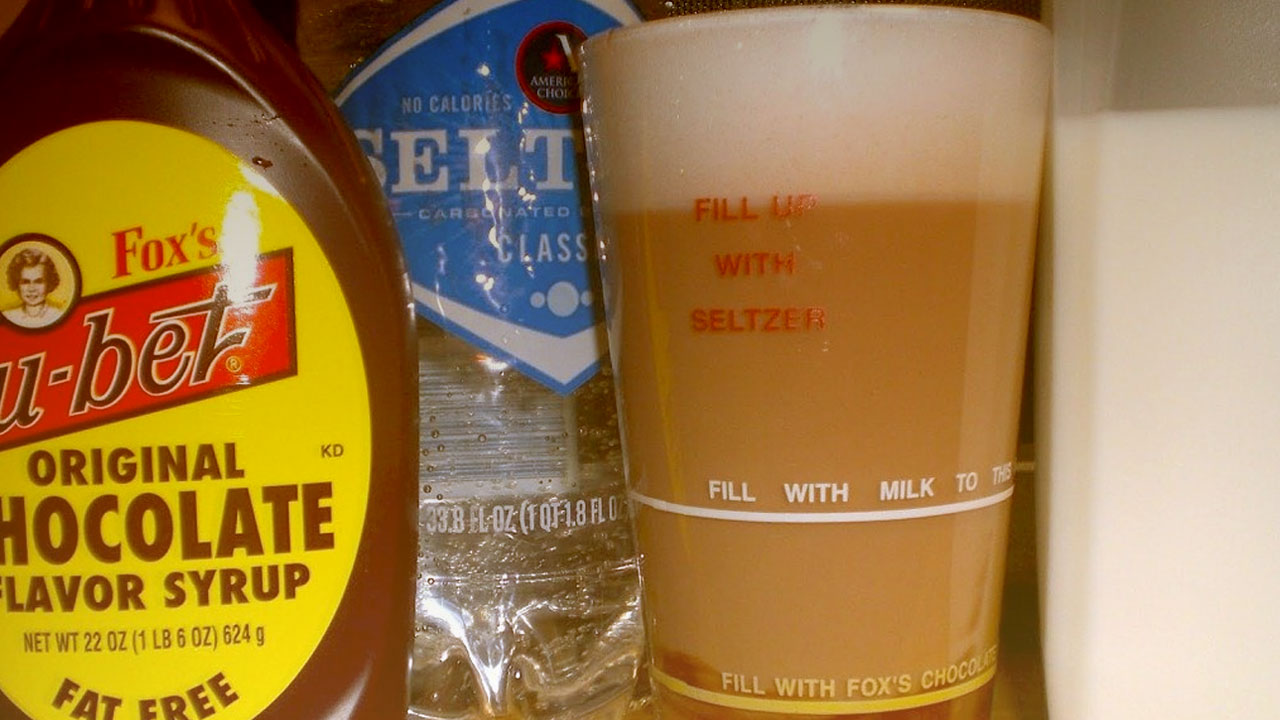 Fox's
u-bet®
ORIGINAL
KD
HOCOLATE
FLAVOR SYRUP
NET WT 22 OZ (1 LB 6 OZ) 624 g
FAT FREE
AMERI
CHOIC
NO CALORIES
SELT
CARBONATED
CLASS
33.8 FL OZ (1 QT 1.8 FL O
FILL UP
WITH
SELTZER
FILL WITH MILK TO THIS
FILL WITH FOX'S CHOCOLATE